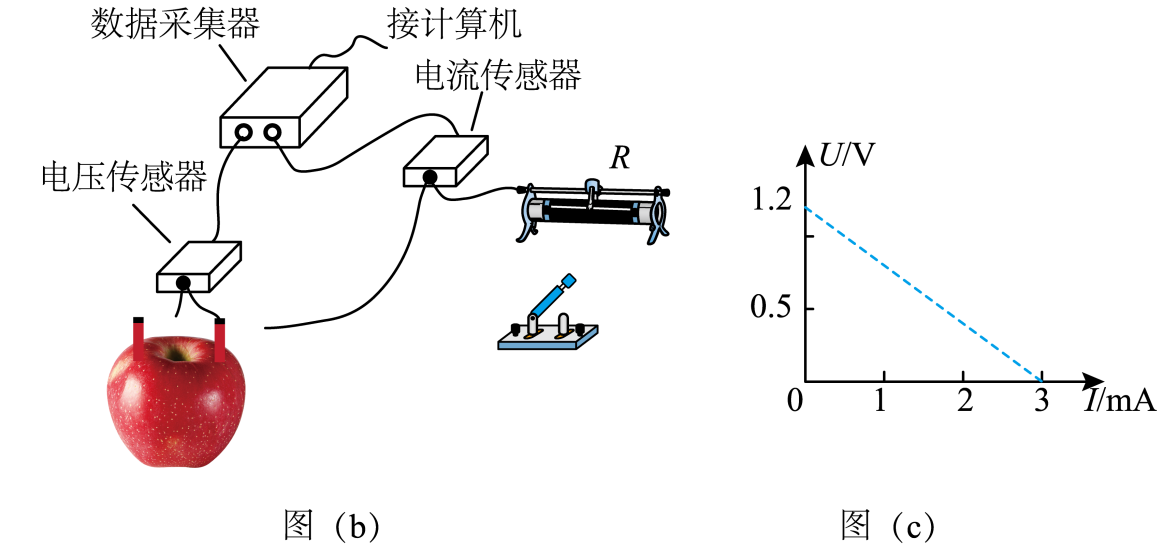 数据采集器
接计算机
电流传感器
电压传感器
R
U/V
1.2
0.5
0 1 2 3 I/mA
图 (b)
图 (c)